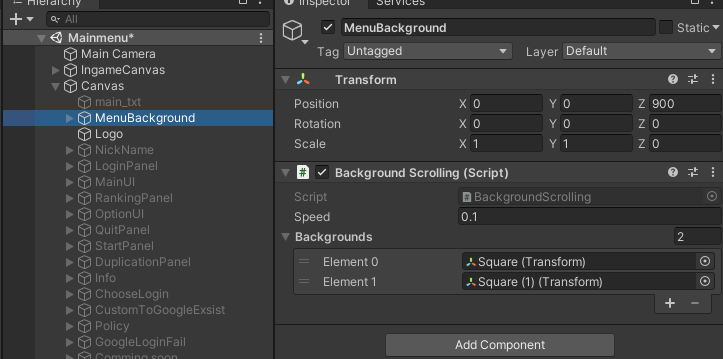 Hierarchy
All
Mainmenu*
Main Camera
IngameCanvas
Canvas
main_txt
MenuBackground
Logo
NickName
LoginPanel
MainUI
RankingPanel
OptionUI
QuitPanel
StartPanel
DuplicationPanel
Info
ChooseLogin
CustomToGoogleExsist
Policy
GoogleLoginFail
Comming soon
Inspector
Services
MenuBackground
Static
Tag Untagged Layer Default
Transform
Position X 0 Y 0 Z 900
Rotation X 0 Y 0 Z 0
Scale X 1 Y 1 Z 0
# Background Scrolling (Script)
Script # BackgroundScrolling
Speed 0.1
Backgrounds 2
Element 0 Square (Transform)
Element 1 Square (1) (Transform)
+ −
Add Component